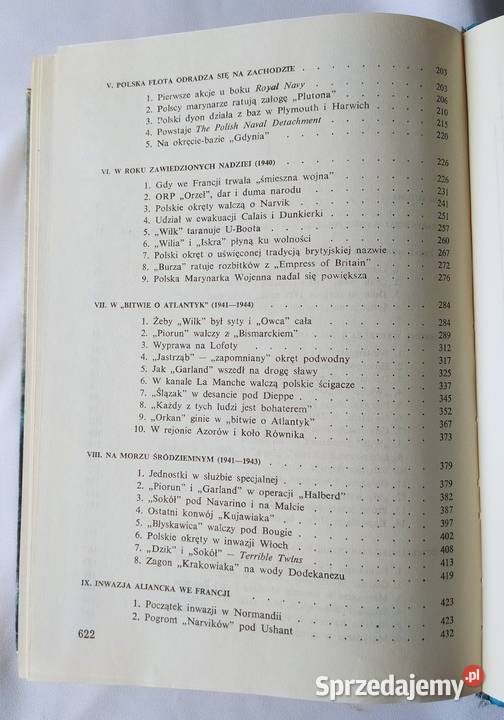 V. POLSKA FLOTA ODRADZA SIĘ NA ZACHODZIE . . . . . 203
1. Pierwsze akcje u boku Royal Navy . . . . . 203
2. Polscy marynarze ratują załogę „Plutona” . . . . . 206
3. Polski dyon działa z baz w Plymouth i Harwich . . . . . 210
4. Powstaje The Polish Naval Detachment . . . . . 215
5. Na okręcie-bazie „Gdynia” . . . . . 220
VI. W ROKU ZAWIEDZIONYCH NADZIEI (1940) . . . . . 226
1. Gdy we Francji trwała „śmieszna wojna” . . . . . 226
2. ORP „Orzeł”, dar i duma narodu . . . . . 231
3. Polskie okręty walczą o Narvik . . . . . 241
4. Udział w ewakuacji Calais i Dunkierki . . . . . 251
5. „Wilk” taranuje U-Boota . . . . . 257
6. „Wilia” i „Iskra” płyną ku wolności . . . . . 260
7. Polski okręt o uświęconej tradycją brytyjskiej nazwie . . . . . 267
8. „Burza” ratuje rozbitków z „Empress of Britain” . . . . . 272
9. Polska Marynarka Wojenna nadal się powiększa . . . . . 276
VII. W „BITWIE O ATLANTYK” (1941—1944) . . . . . 284
1. Żeby „Wilk” był syty i „Owca” cała . . . . . 284
2. „Piorun” walczy z „Bismarckiem” . . . . . 289
3. Wyprawa na Lofoty . . . . . 312
4. „Jastrząb” — „zapomniany” okręt podwodny . . . . . 317
5. Jak „Garland” wszedł na drogę sławy . . . . . 325
6. W kanale La Manche walczą polskie ścigacze . . . . . 337
7. „Ślązak” w desancie pod Dieppe . . . . . 345
8. „Każdy z tych ludzi jest bohaterem” . . . . . 352
9. „Orkan” ginie w „bitwie o Atlantyk” . . . . . 367
10. W rejonie Azorów i koło Równika . . . . . 373
VIII. NA MORZU ŚRÓDZIEMNYM (1941—1943) . . . . . 379
1. Jednostki w służbie specjalnej . . . . . 379
2. „Piorun” i „Garland” w operacji „Halberd” . . . . . 382
3. „Sokół” pod Navarino i na Malcie . . . . . 387
4. Ostatni konwój „Kujawiaka” . . . . . 394
5. „Błyskawica” walczy pod Bougie . . . . . 397
6. Polskie okręty w inwazji Włoch . . . . . 402
7. „Dzik” i „Sokół” — Terrible Twins . . . . . 408
8. Zagon „Krakowiaka” na wody Dodekanezu . . . . . 413
419
IX. INWAZJA ALIANCKA WE FRANCJI . . . . . 423
1. Początek inwazji w Normandii . . . . . 423
2. Pogrom „Narvików” pod Ushant . . . . . 432
622
Sprzedajemy.pl